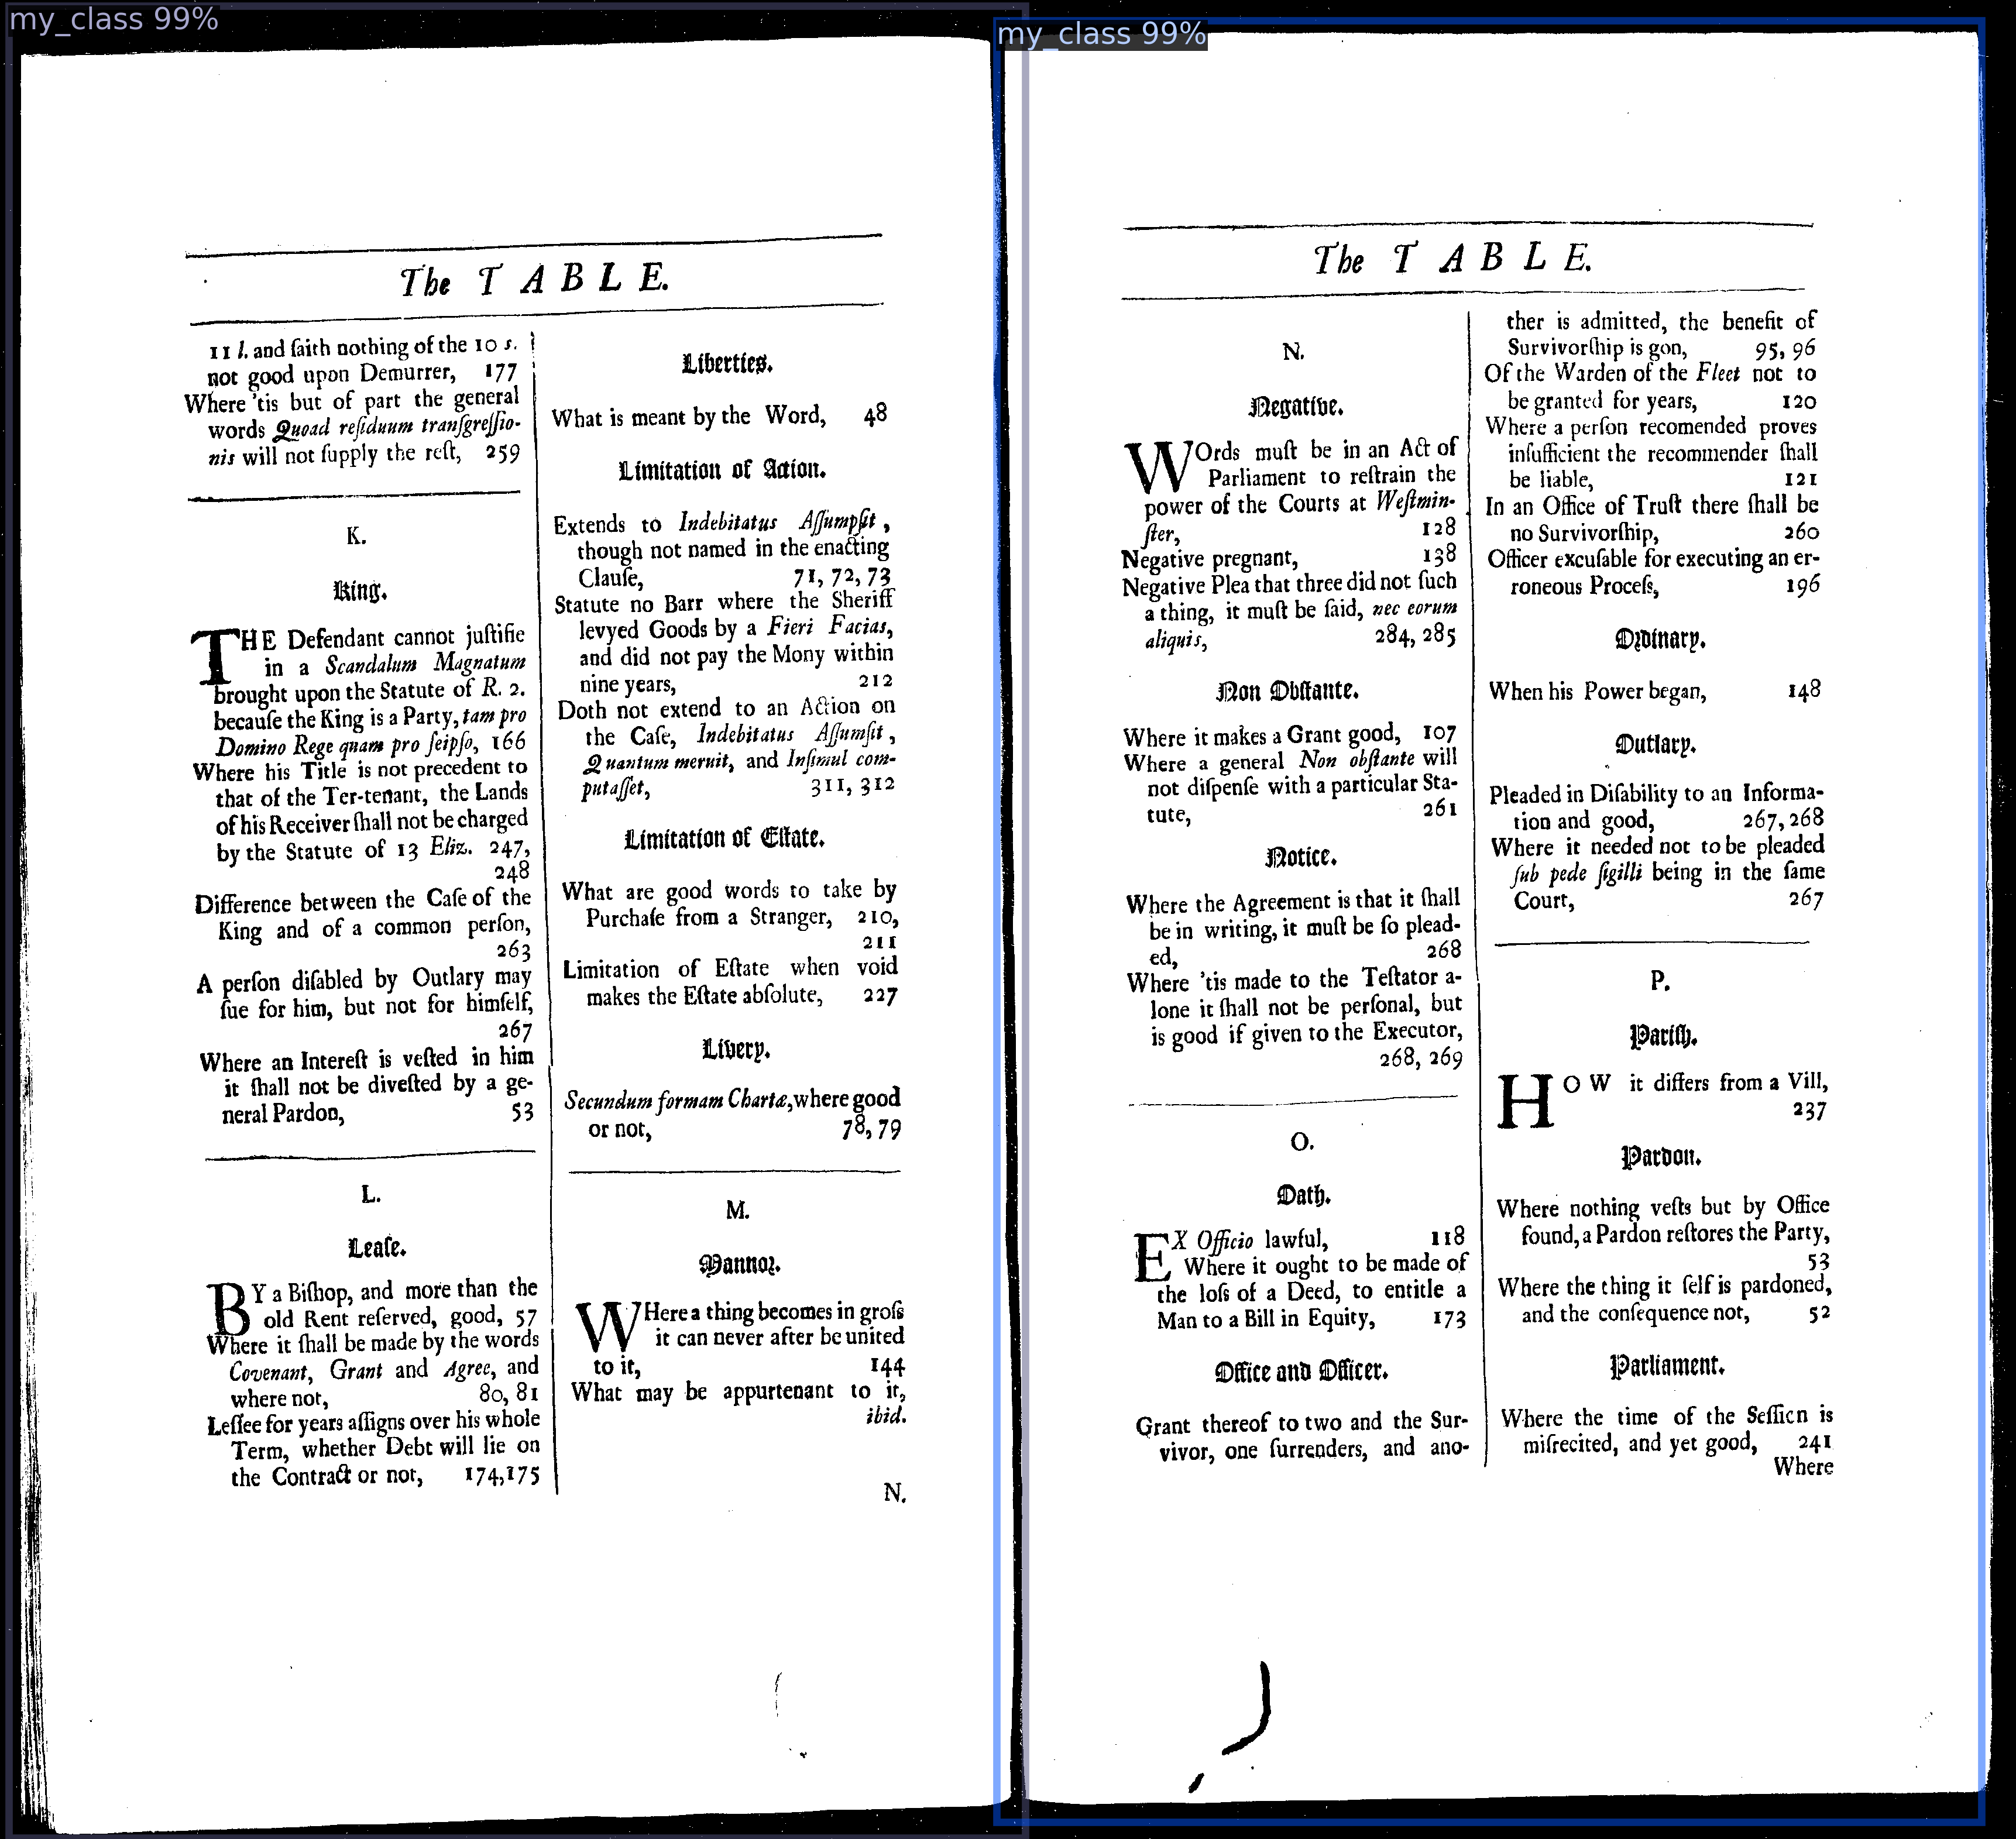 my_class 99%
The TABLE.
11 l. and ſaith nothing of the 10 s.
not good upon Demurrer, 177
Where 'tis but of part the general
words Quoad reſiduum tranſgreſſio-
nis will not ſupply the reſt, 259
K.
King.
THE Defendant cannot juſtifie
in a Scandalum Magnatum
brought upon the Statute of R. 2.
becauſe the King is a Party, tam pro
Domino Rege quam pro ſeipſo, 166
Where his Title is not precedent to
that of the Ter-tenant, the Lands
of his Receiver ſhall not be charged
by the Statute of 13 Eliz. 247,
248
Difference between the Caſe of the
King and of a common perſon,
263
A perſon diſabled by Outlary may
ſue for him, but not for himſelf,
267
Where an Intereſt is veſted in him
it ſhall not be diveſted by a ge-
neral Pardon, 53
L.
Leaſe.
BY a Biſhop, and more than the
old Rent reſerved, good, 57
Where it ſhall be made by the words
Covenant, Grant and Agree, and
where not, 80, 81
Leſſee for years aſſigns over his whole
Term, whether Debt will lie on
the Contract or not, 174,175
Liberties.
What is meant by the Word, 48
Limitation of Action.
Extends to Indebitatus Aſſumpſit,
though not named in the enacting
Clauſe, 71, 72, 73
Statute no Barr where the Sheriff
levyed Goods by a Fieri Facias,
and did not pay the Mony within
nine years, 212
Doth not extend to an Action on
the Caſe, Indebitatus Aſſumſit,
Quantum meruit, and Inſimul com-
putaſſet, 311, 312
Limitation of Eſtate.
What are good words to take by
Purchaſe from a Stranger, 210,
211
Limitation of Eſtate when void
makes the Eſtate abſolute, 227
Livery.
Secundum formam Chartæ, where good
or not, 78, 79
M.
Mannor.
WHere a thing becomes in groſs
it can never after be united
to it, 144
What may be appurtenant to it,
ibid.
N.
my_class 99%
The TABLE.
N.
Negative.
WOrds muſt be in an Act of
Parliament to reſtrain the
power of the Courts at Weſtmin-
ſter, 128
Negative pregnant, 138
Negative Plea that three did not ſuch
a thing, it muſt be ſaid, nec eorum
aliquis, 284, 285
Non Obſtante.
Where it makes a Grant good, 107
Where a general Non obſtante will
not diſpenſe with a particular Sta-
tute, 261
Notice.
Where the Agreement is that it ſhall
be in writing, it muſt be ſo plead-
ed, 268
Where 'tis made to the Teſtator a-
lone it ſhall not be perſonal, but
is good if given to the Executor,
268, 269
O.
Oath.
EX Officio lawful, 118
Where it ought to be made of
the loſs of a Deed, to entitle a
Man to a Bill in Equity, 173
Office and Officer.
Grant thereof to two and the Sur-
vivor, one ſurrenders, and ano-
ther is admitted, the benefit of
Survivorſhip is gon, 95, 96
Of the Warden of the Fleet not to
be granted for years, 120
Where a perſon recomended proves
inſufficient the recommender ſhall
be liable, 121
In an Office of Truſt there ſhall be
no Survivorſhip, 260
Officer excuſable for executing an er-
roneous Proceſs, 196
Ordinary.
When his Power began, 148
Outlary.
Pleaded in Diſability to an Informa-
tion and good, 267, 268
Where it needed not to be pleaded
ſub pede ſigilli being in the ſame
Court, 267
P.
Pariſh.
HOW it differs from a Vill,
237
Pardon.
Where nothing veſts but by Office
found, a Pardon reſtores the Party,
53
Where the thing it ſelf is pardoned,
and the conſequence not, 52
Parliament.
Where the time of the Seſſion is
miſrecited, and yet good, 241
Where